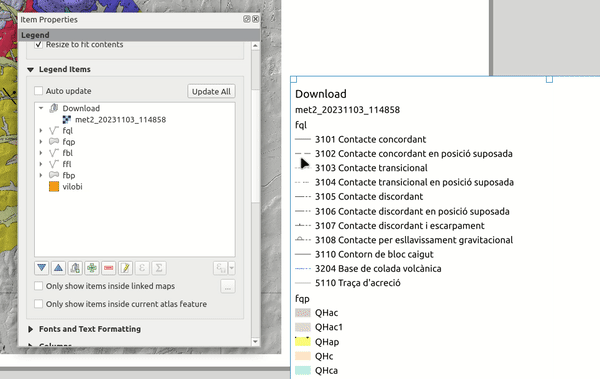 Item Properties
Legend
Resize to fit contents
Legend Items
Auto update
Update All
Download
met2_20231103_114858
fql
fqp
fbl
ffl
fbp
vilobi
Only show items inside linked maps
...
Only show items inside current atlas feature
Fonts and Text Formatting
Download
met2_20231103_114858
fql
3101 Contacte concordant
3102 Contacte concordant en posició suposada
3103 Contacte transicional
3104 Contacte transicional en posició suposada
3105 Contacte discordant
3106 Contacte discordant en posició suposada
3107 Contacte discordant i escarpament
3108 Contacte per esllavissament gravitacional
3110 Contorn de bloc caigut
3204 Base de colada volcànica
5110 Traça d'acreció
fqp
QHac
QHac1
QHap
QHc
QHca